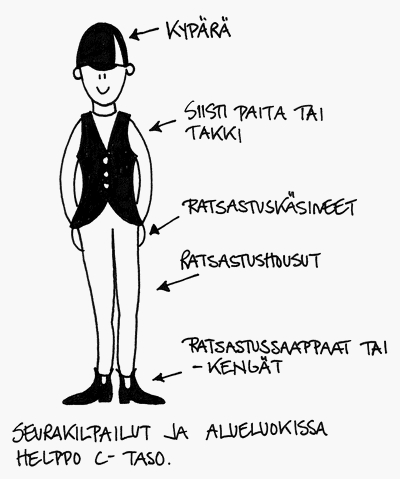 KYPÄRÄ
SIISTI PAITA TAI
TAKKI
RATSASTUSKÄSINEET
RATSASTUSHOUSUT
RATSASTUSSAAPPAAT TAI
-KENGÄT
SEURAKILPAILUT JA ALUELUOKISSA
HELPPO C-TASO.